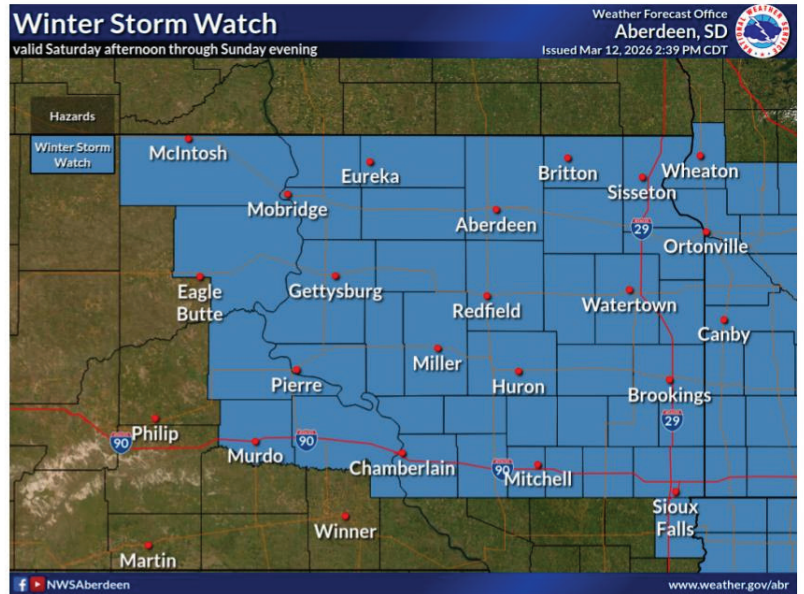 Winter Storm Watch
valid Saturday afternoon through Sunday evening
Weather Forecast Office
Aberdeen, SD
Issued Mar 12, 2026 2:39 PM CDT
NATIONAL WEATHER SERVICE
Hazards
Winter Storm
Watch
McIntosh
Eureka
Britton
Wheaton
Sisseton
Mobridge
Aberdeen
29
Ortonville
Eagle
Butte
Gettysburg
Redfield
Watertown
Canby
Miller
Pierre
Huron
Brookings
29
Philip
90
Murdo
90
Chamberlain
90
Mitchell
Sioux
Falls
Winner
Martin
NWSAberdeen
www.weather.gov/abr